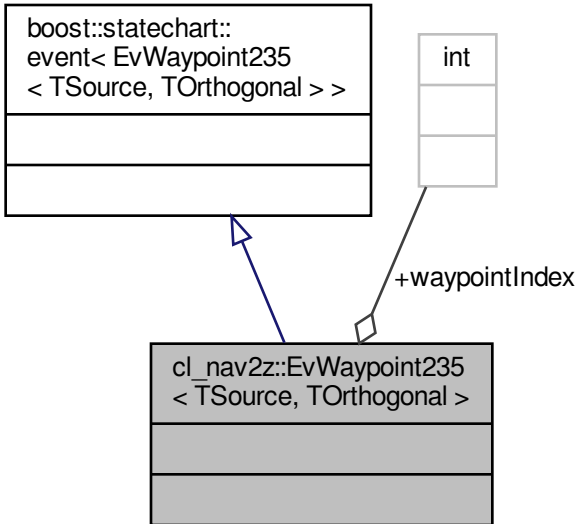 boost::statechart::
event< EvWaypoint235
< TSource, TOrthogonal > >
int
+waypointIndex
cl_nav2z::EvWaypoint235
< TSource, TOrthogonal >